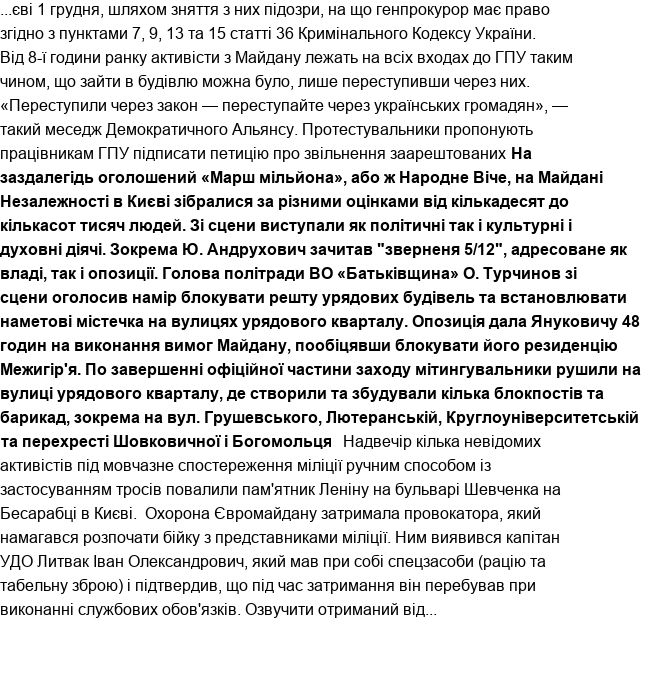 ...єві 1 грудня, шляхом зняття з них підозри, на що генпрокурор має право
згідно з пунктами 7, 9, 13 та 15 статті 36 Кримінального Кодексу України.
Від 8-ї години ранку активісти з Майдану лежать на всіх входах до ГПУ таким
чином, що зайти в будівлю можна було, лише переступивши через них.
«Переступили через закон — переступайте через українських громадян», —
такий меседж Демократичного Альянсу. Протестувальники пропонують
працівникам ГПУ підписати петицію про звільнення заарештованих На
заздалегідь оголошений «Марш мільйона», або ж Народне Віче, на Майдані
Незалежності в Києві зібралися за різними оцінками від кількадесят до
кількасот тисяч людей. Зі сцени виступали як політичні так і культурні і
духовні діячі. Зокрема Ю. Андрухович зачитав "зверненя 5/12", адресоване як
владі, так і опозиції. Голова політради ВО «Батьківщина» О. Турчинов зі
сцени оголосив намір блокувати решту урядових будівель та встановлювати
наметові містечка на вулицях урядового кварталу. Опозиція дала Януковичу 48
годин на виконання вимог Майдану, пообіцявши блокувати його резиденцію
Межигір'я. По завершенні офіційної частини заходу мітингувальники рушили на
вулиці урядового кварталу, де створили та збудували кілька блокпостів та
барикад, зокрема на вул. Грушевського, Лютеранській, Круглоуніверситетській
та перехресті Шовковичної і Богомольця Надвечір кілька невідомих
активістів під мовчазне спостереження міліції ручним способом із
застосуванням тросів повалили пам'ятник Леніну на бульварі Шевченка на
Бесарабці в Києві. Охорона Євромайдану затримала провокатора, який
намагався розпочати бійку з представниками міліції. Ним виявився капітан
УДО Литвак Іван Олександрович, який мав при собі спецзасоби (рацію та
табельну зброю) і підтвердив, що під час затримання він перебував при
виконанні службових обов'язків. Озвучити отриманий від...